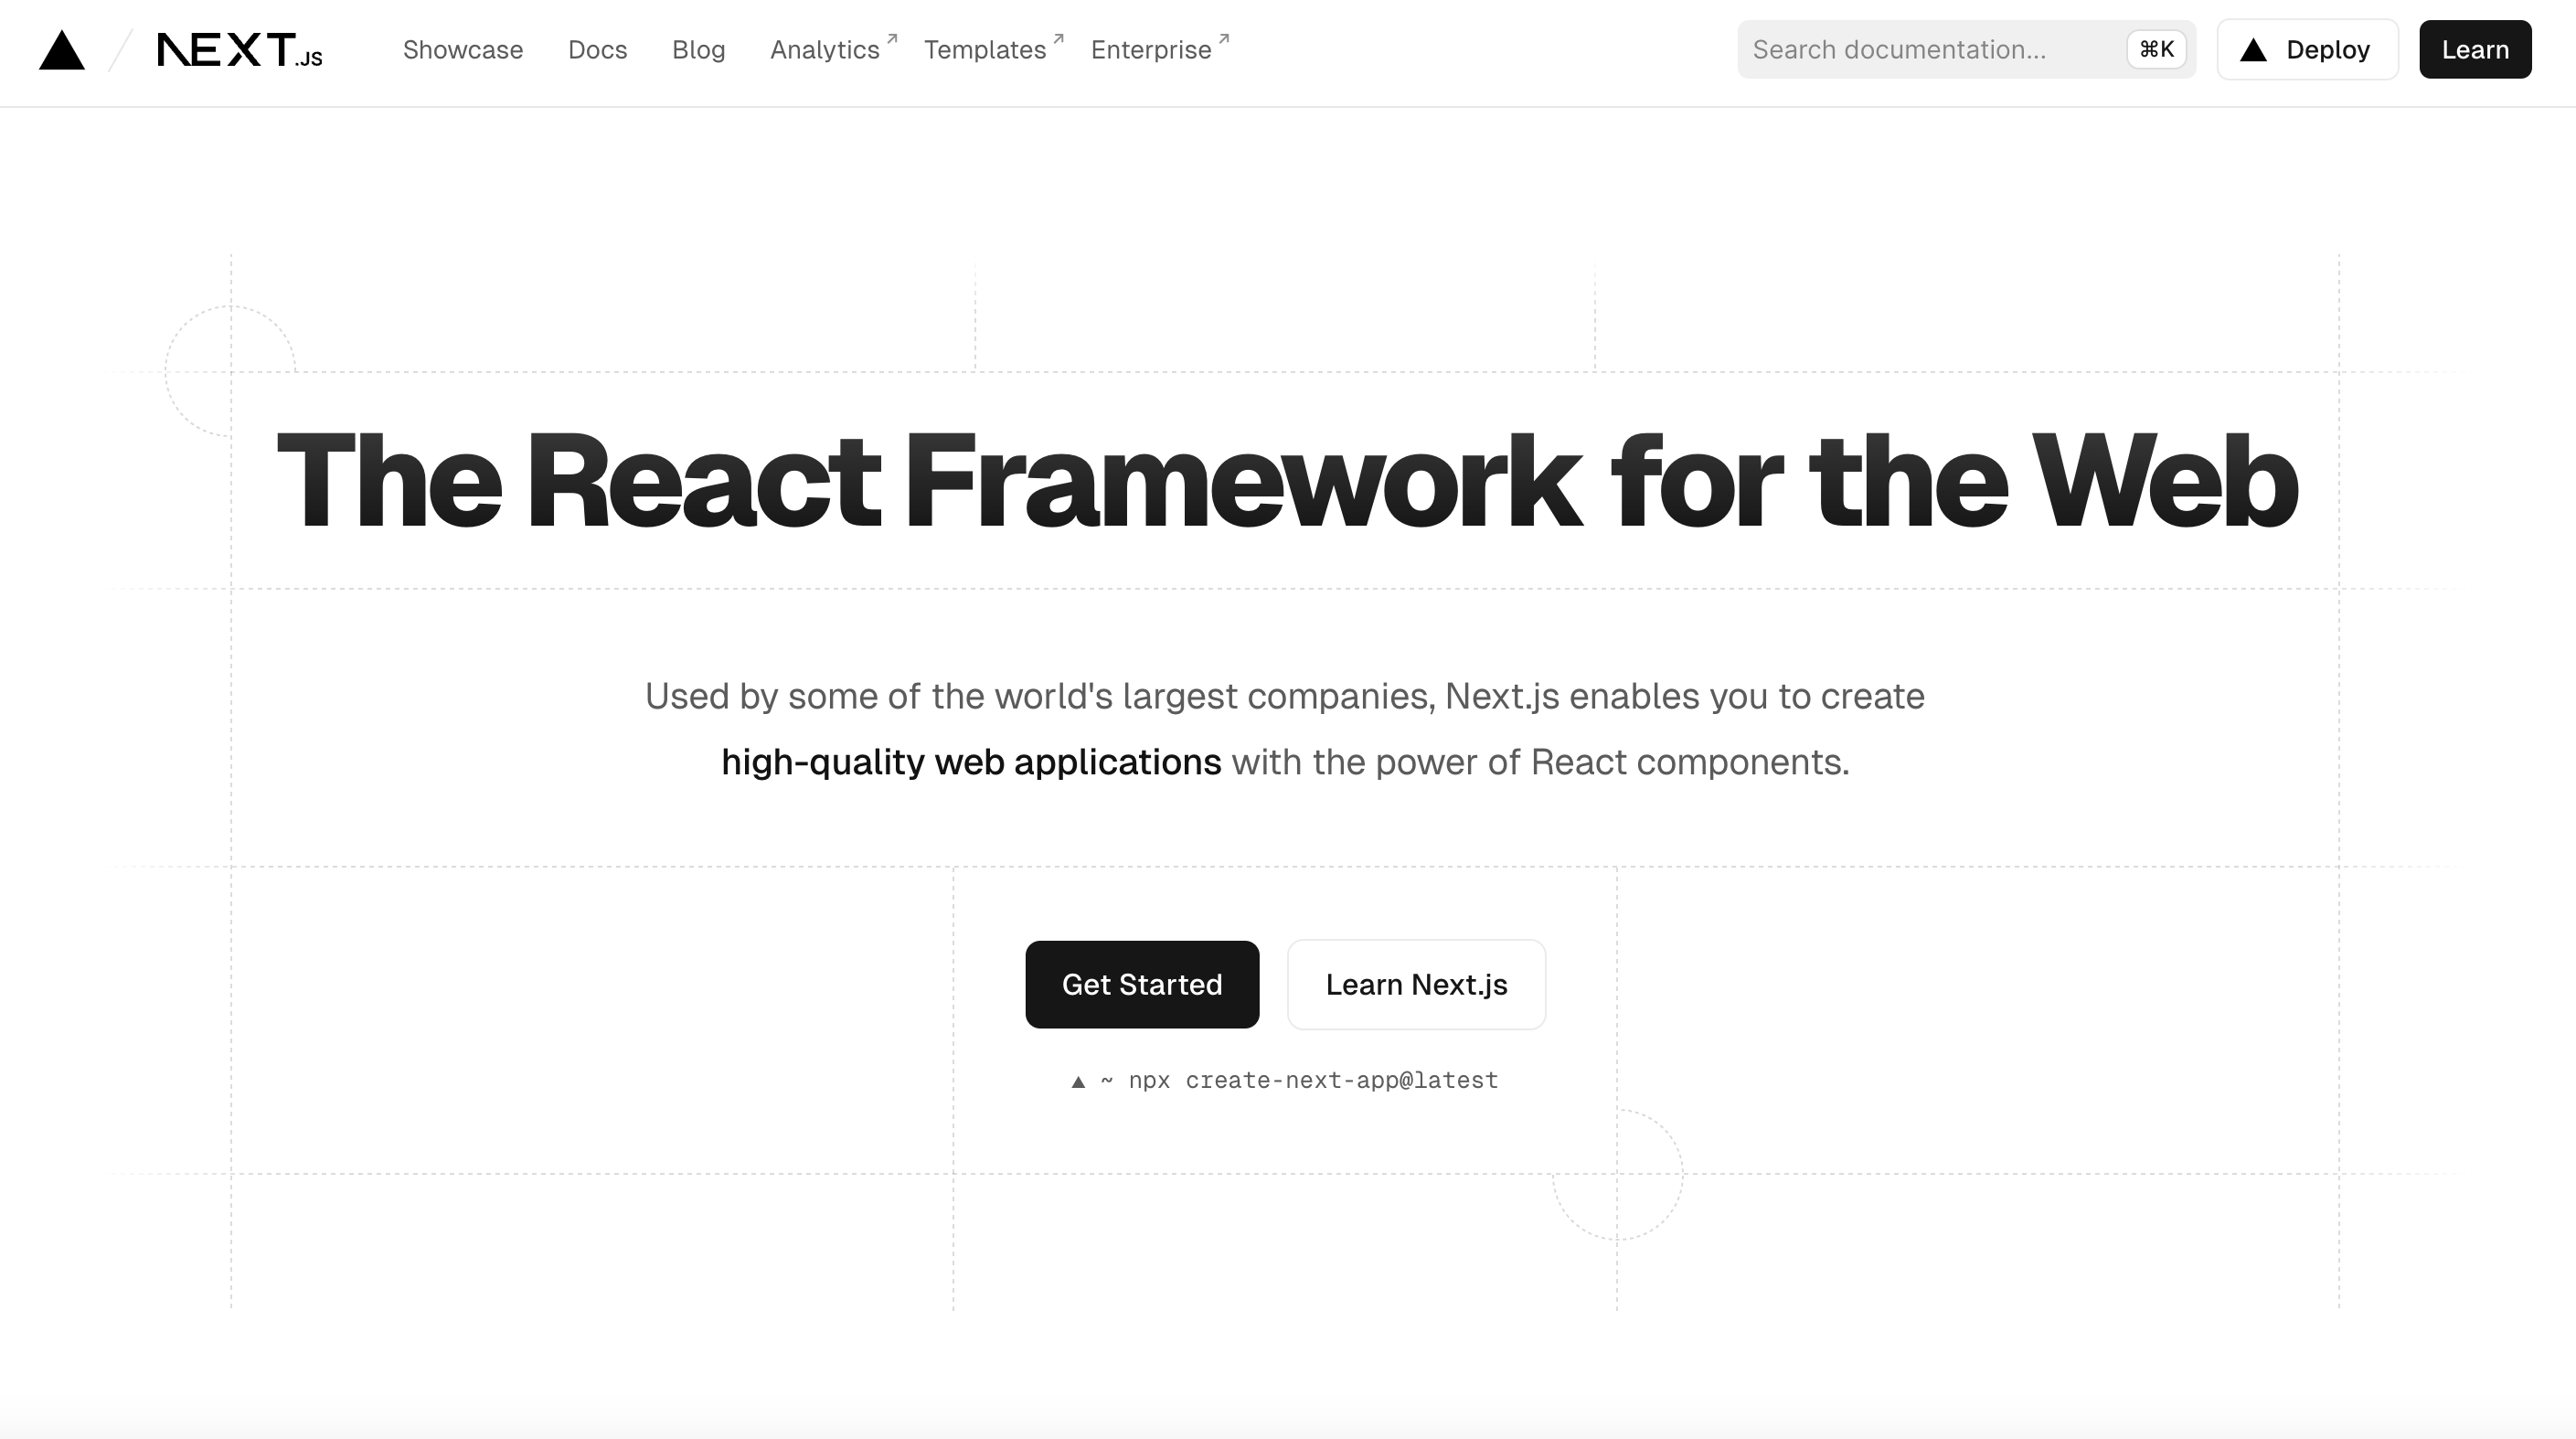 NEXT.JS
Showcase
Docs
Blog
Analytics
Templates
Enterprise
Search documentation...
⌘K
Deploy
Learn
The React Framework for the Web
Used by some of the world's largest companies, Next.js enables you to create
high-quality web applications with the power of React components.
Get Started
Learn Next.js
▲ ~ npx create-next-app@latest